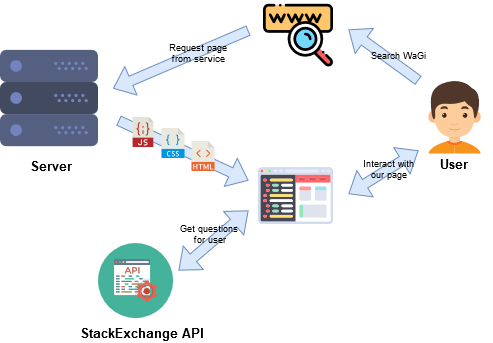 WWW
Request page
from service
Search WaGi
JS
CSS
HTML
Server
User
Interact with
our page
Get questions
for user
API
StackExchange API